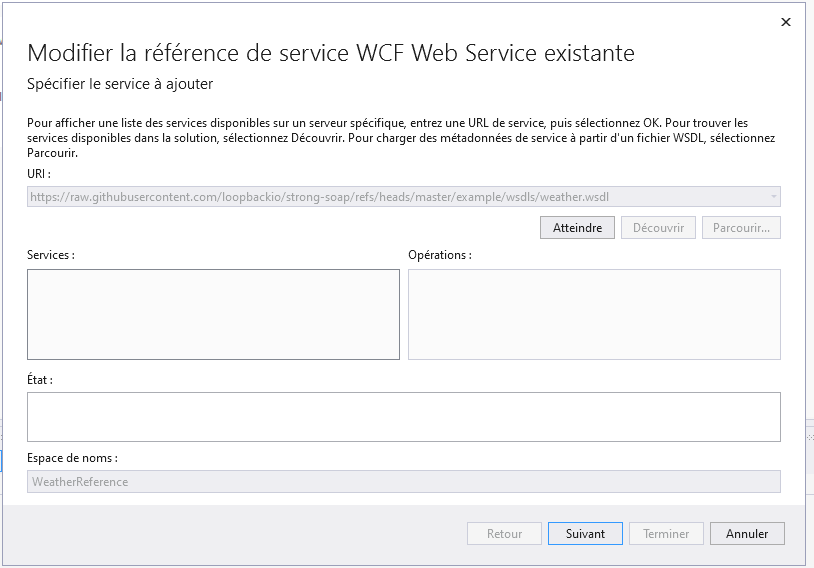 Modifier la référence de service WCF Web Service existante
Spécifier le service à ajouter
Pour afficher une liste des services disponibles sur un serveur spécifique, entrez une URL de service, puis sélectionnez OK. Pour trouver les
services disponibles dans la solution, sélectionnez Découvrir. Pour charger des métadonnées de service à partir d'un fichier WSDL, sélectionnez
Parcourir.
URI :
https://raw.githubusercontent.com/loopbackio/strong-soap/refs/heads/master/example/wsdls/weather.wsdl
Atteindre Découvrir Parcourir...
Services : Opérations :
État :
Espace de noms :
WeatherReference
Retour Suivant Terminer Annuler